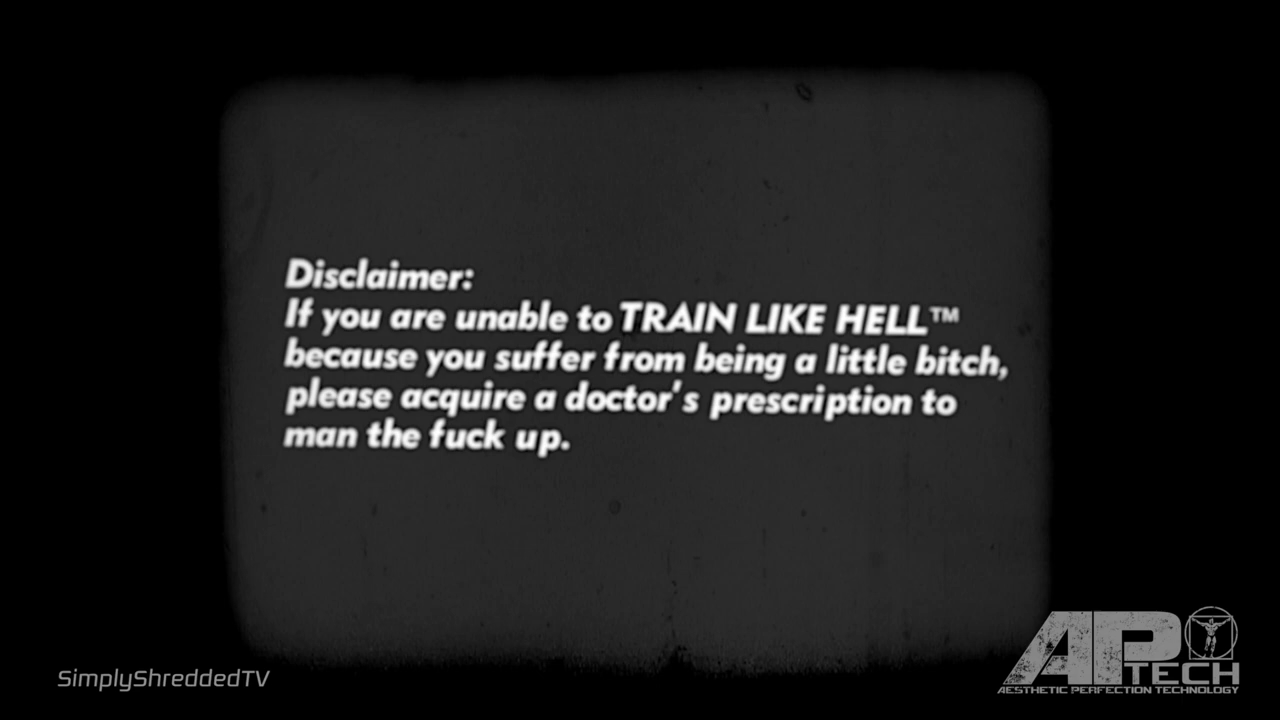 Disclaimer:
If you are unable to TRAIN LIKE HELL™
because you suffer from being a little bitch,
please acquire a doctor's prescription to
man the fuck up.
SimplyShreddedTV
AP
TECH
AESTHETIC PERFECTION TECHNOLOGY